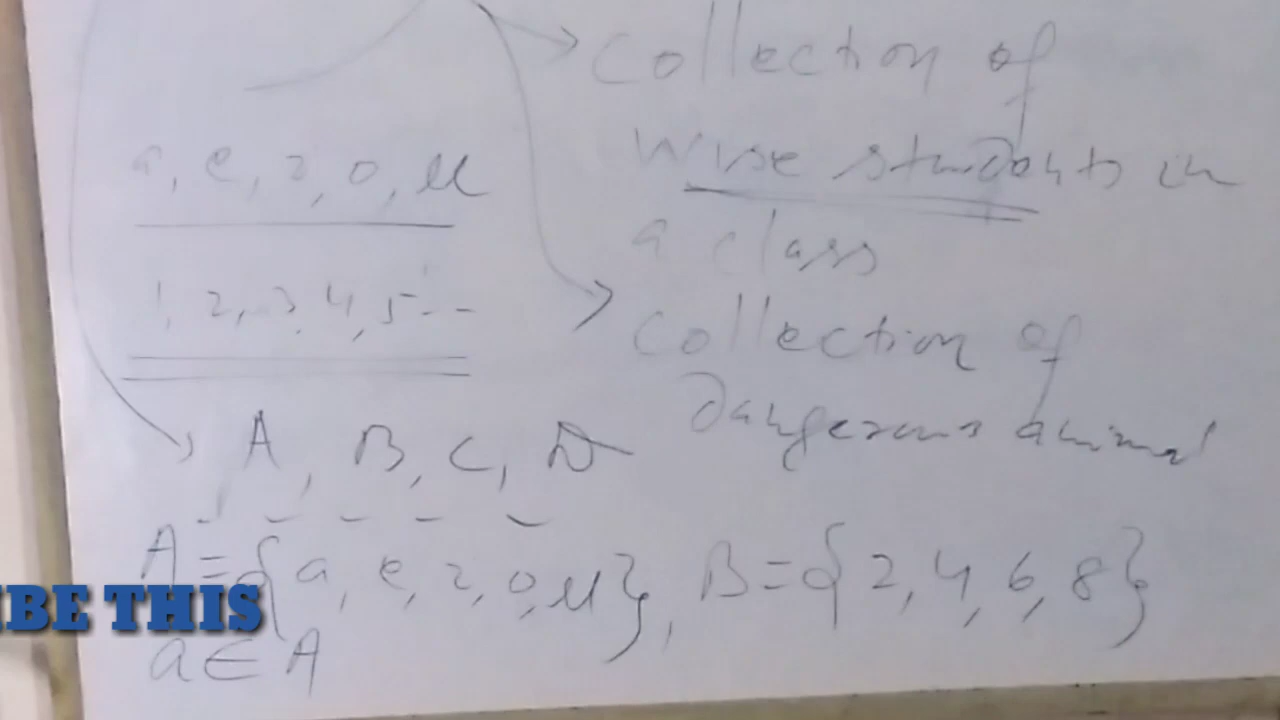 collection of
wise students in
a class
a, e, i, o, u
1, 2, 3, 4, 5---
collection of
dangerous animal
A, B, C, D
A = {a, e, i, o, u}, B = {2, 4, 6, 8}
a ∈ A
BE THIS